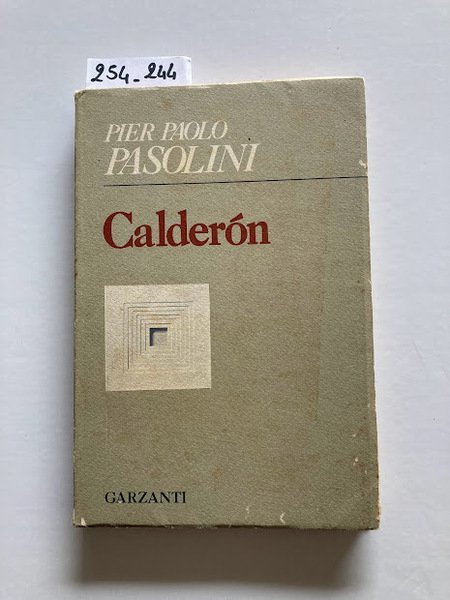 254_244
PIER PAOLO
PASOLINI
Calderón
GARZANTI